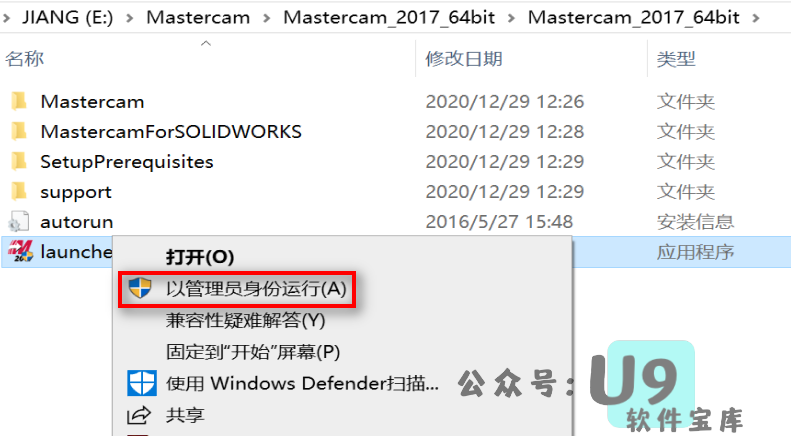 JIANG (E:) > Mastercam > Mastercam_2017_64bit > Mastercam_2017_64bit >
名称 修改日期 类型
Mastercam 2020/12/29 12:26 文件夹
MastercamForSOLIDWORKS 2020/12/29 12:28 文件夹
SetupPrerequisites 2020/12/29 12:29 文件夹
support 2020/12/29 12:29 文件夹
autorun 2016/5/27 15:48 安装信息
launche 应用程序
打开(O)
以管理员身份运行(A)
兼容性疑难解答(Y)
固定到“开始”屏幕(P)
使用 Windows Defender扫描...
共享
公众号: U9
软件宝库